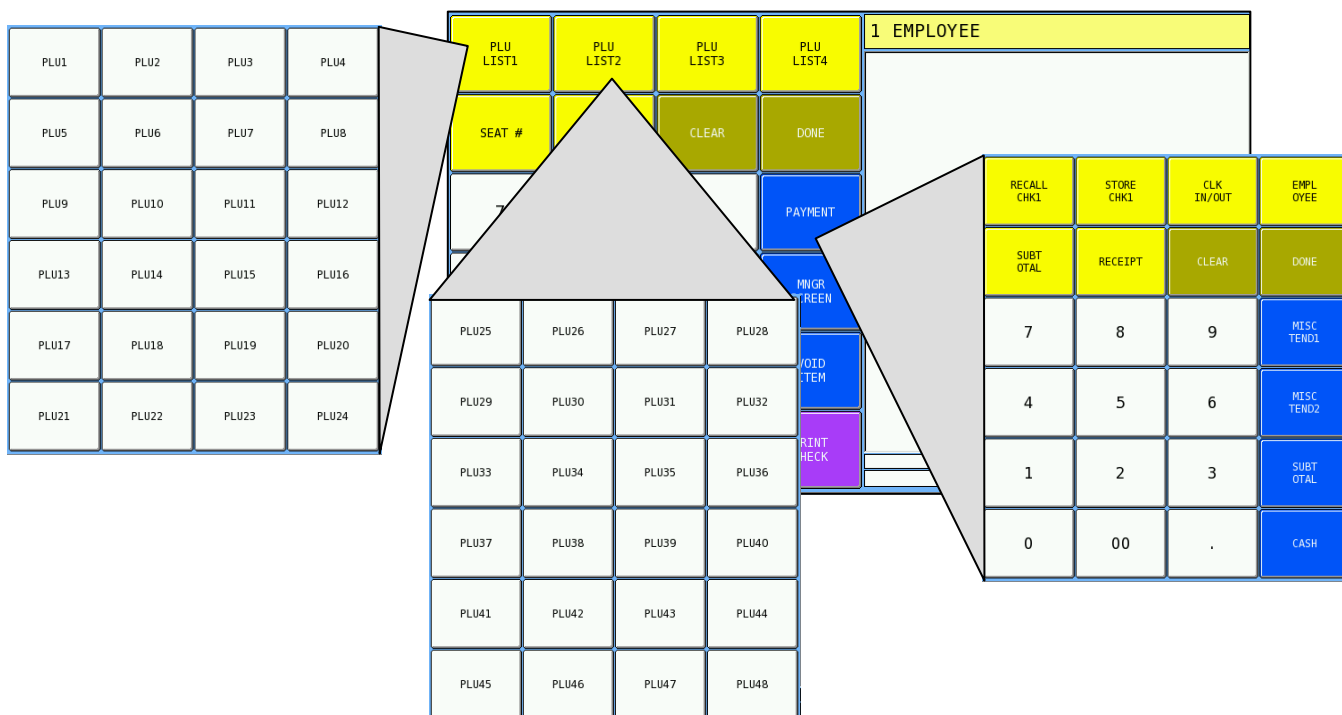 PLU1 PLU2 PLU3 PLU4
PLU5 PLU6 PLU7 PLU8
PLU9 PLU10 PLU11 PLU12
PLU13 PLU14 PLU15 PLU16
PLU17 PLU18 PLU19 PLU20
PLU21 PLU22 PLU23 PLU24
PLU PLU PLU PLU
LIST1 LIST2 LIST3 LIST4
SEAT # CLEAR DONE
7 PAYMENT
MNGR
VOID
1 EMPLOYEE
PLU25 PLU26 PLU27 PLU28
PLU29 PLU30 PLU31 PLU32
PLU33 PLU34 PLU35 PLU36
PLU37 PLU38 PLU39 PLU40
PLU41 PLU42 PLU43 PLU44
PLU45 PLU46 PLU47 PLU48
RECALL STORE CLK EMPL
CHK1 CHK1 IN/OUT OYEE
SUBT RECEIPT CLEAR DONE
OTAL
7 8 9 MISC
TEND1
4 5 6 MISC
TEND2
1 2 3 SUBT
OTAL
0 00 . CASH